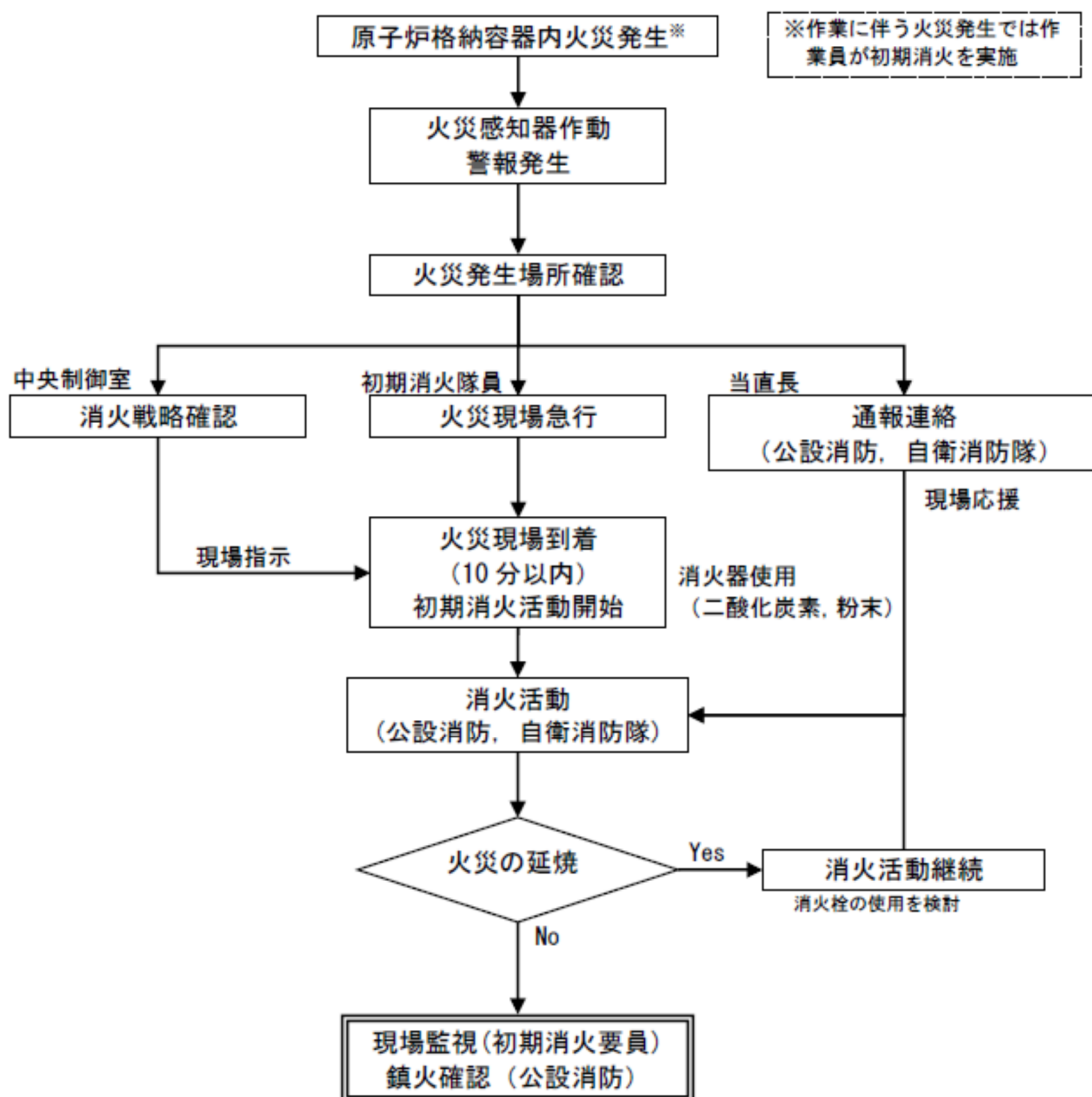 原子炉格納容器内火災発生※
※作業に伴う火災発生では作
業員が初期消火を実施
火災感知器作動
警報発生
火災発生場所確認
中央制御室
消火戦略確認
初期消火隊員
火災現場急行
当直長
通報連絡
(公設消防, 自衛消防隊)
現場応援
現場指示
火災現場到着
(10 分以内)
初期消火活動開始
消火器使用
(二酸化炭素, 粉末)
消火活動
(公設消防, 自衛消防隊)
火災の延焼
Yes
消火活動継続
消火栓の使用を検討
No
現場監視(初期消火要員)
鎮火確認 (公設消防)